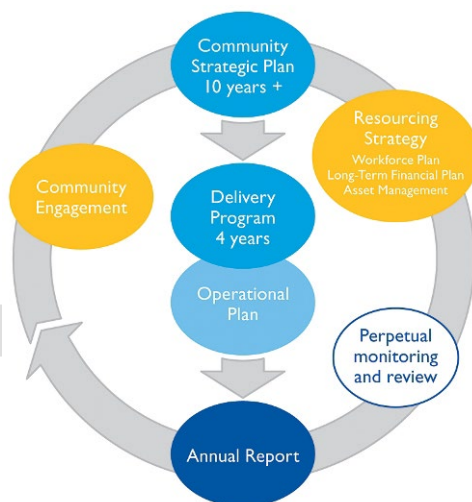 Community
Strategic Plan
10 years +
Resourcing
Strategy
Workforce Plan
Long-Term Financial Plan
Asset Management
Community
Engagement
Delivery
Program
4 years
Operational
Plan
Perpetual
monitoring
and review
Annual Report